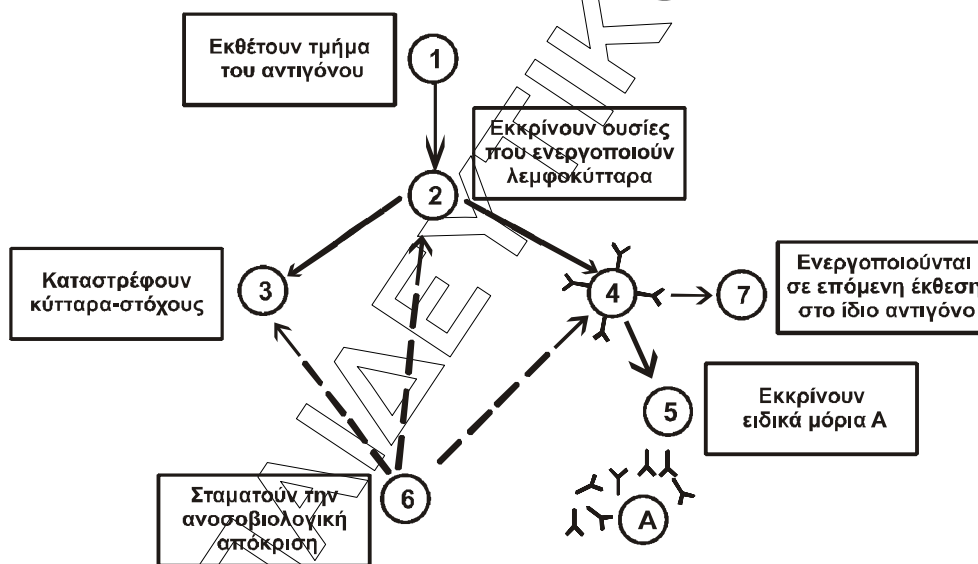 Εκθέτουν τμήμα
του αντιγόνου
1
Εκκρίνουν ουσίες
που ενεργοποιούν
λεμφοκύτταρα
2
Καταστρέφουν
κύτταρα-στόχους
3
4
7
Ενεργοποιούνται
σε επόμενη έκθεση
στο ίδιο αντιγόνο
5
Εκκρίνουν
ειδικά μόρια Α
Σταματούν την
ανοσοβιολογική
απόκριση
6
Α